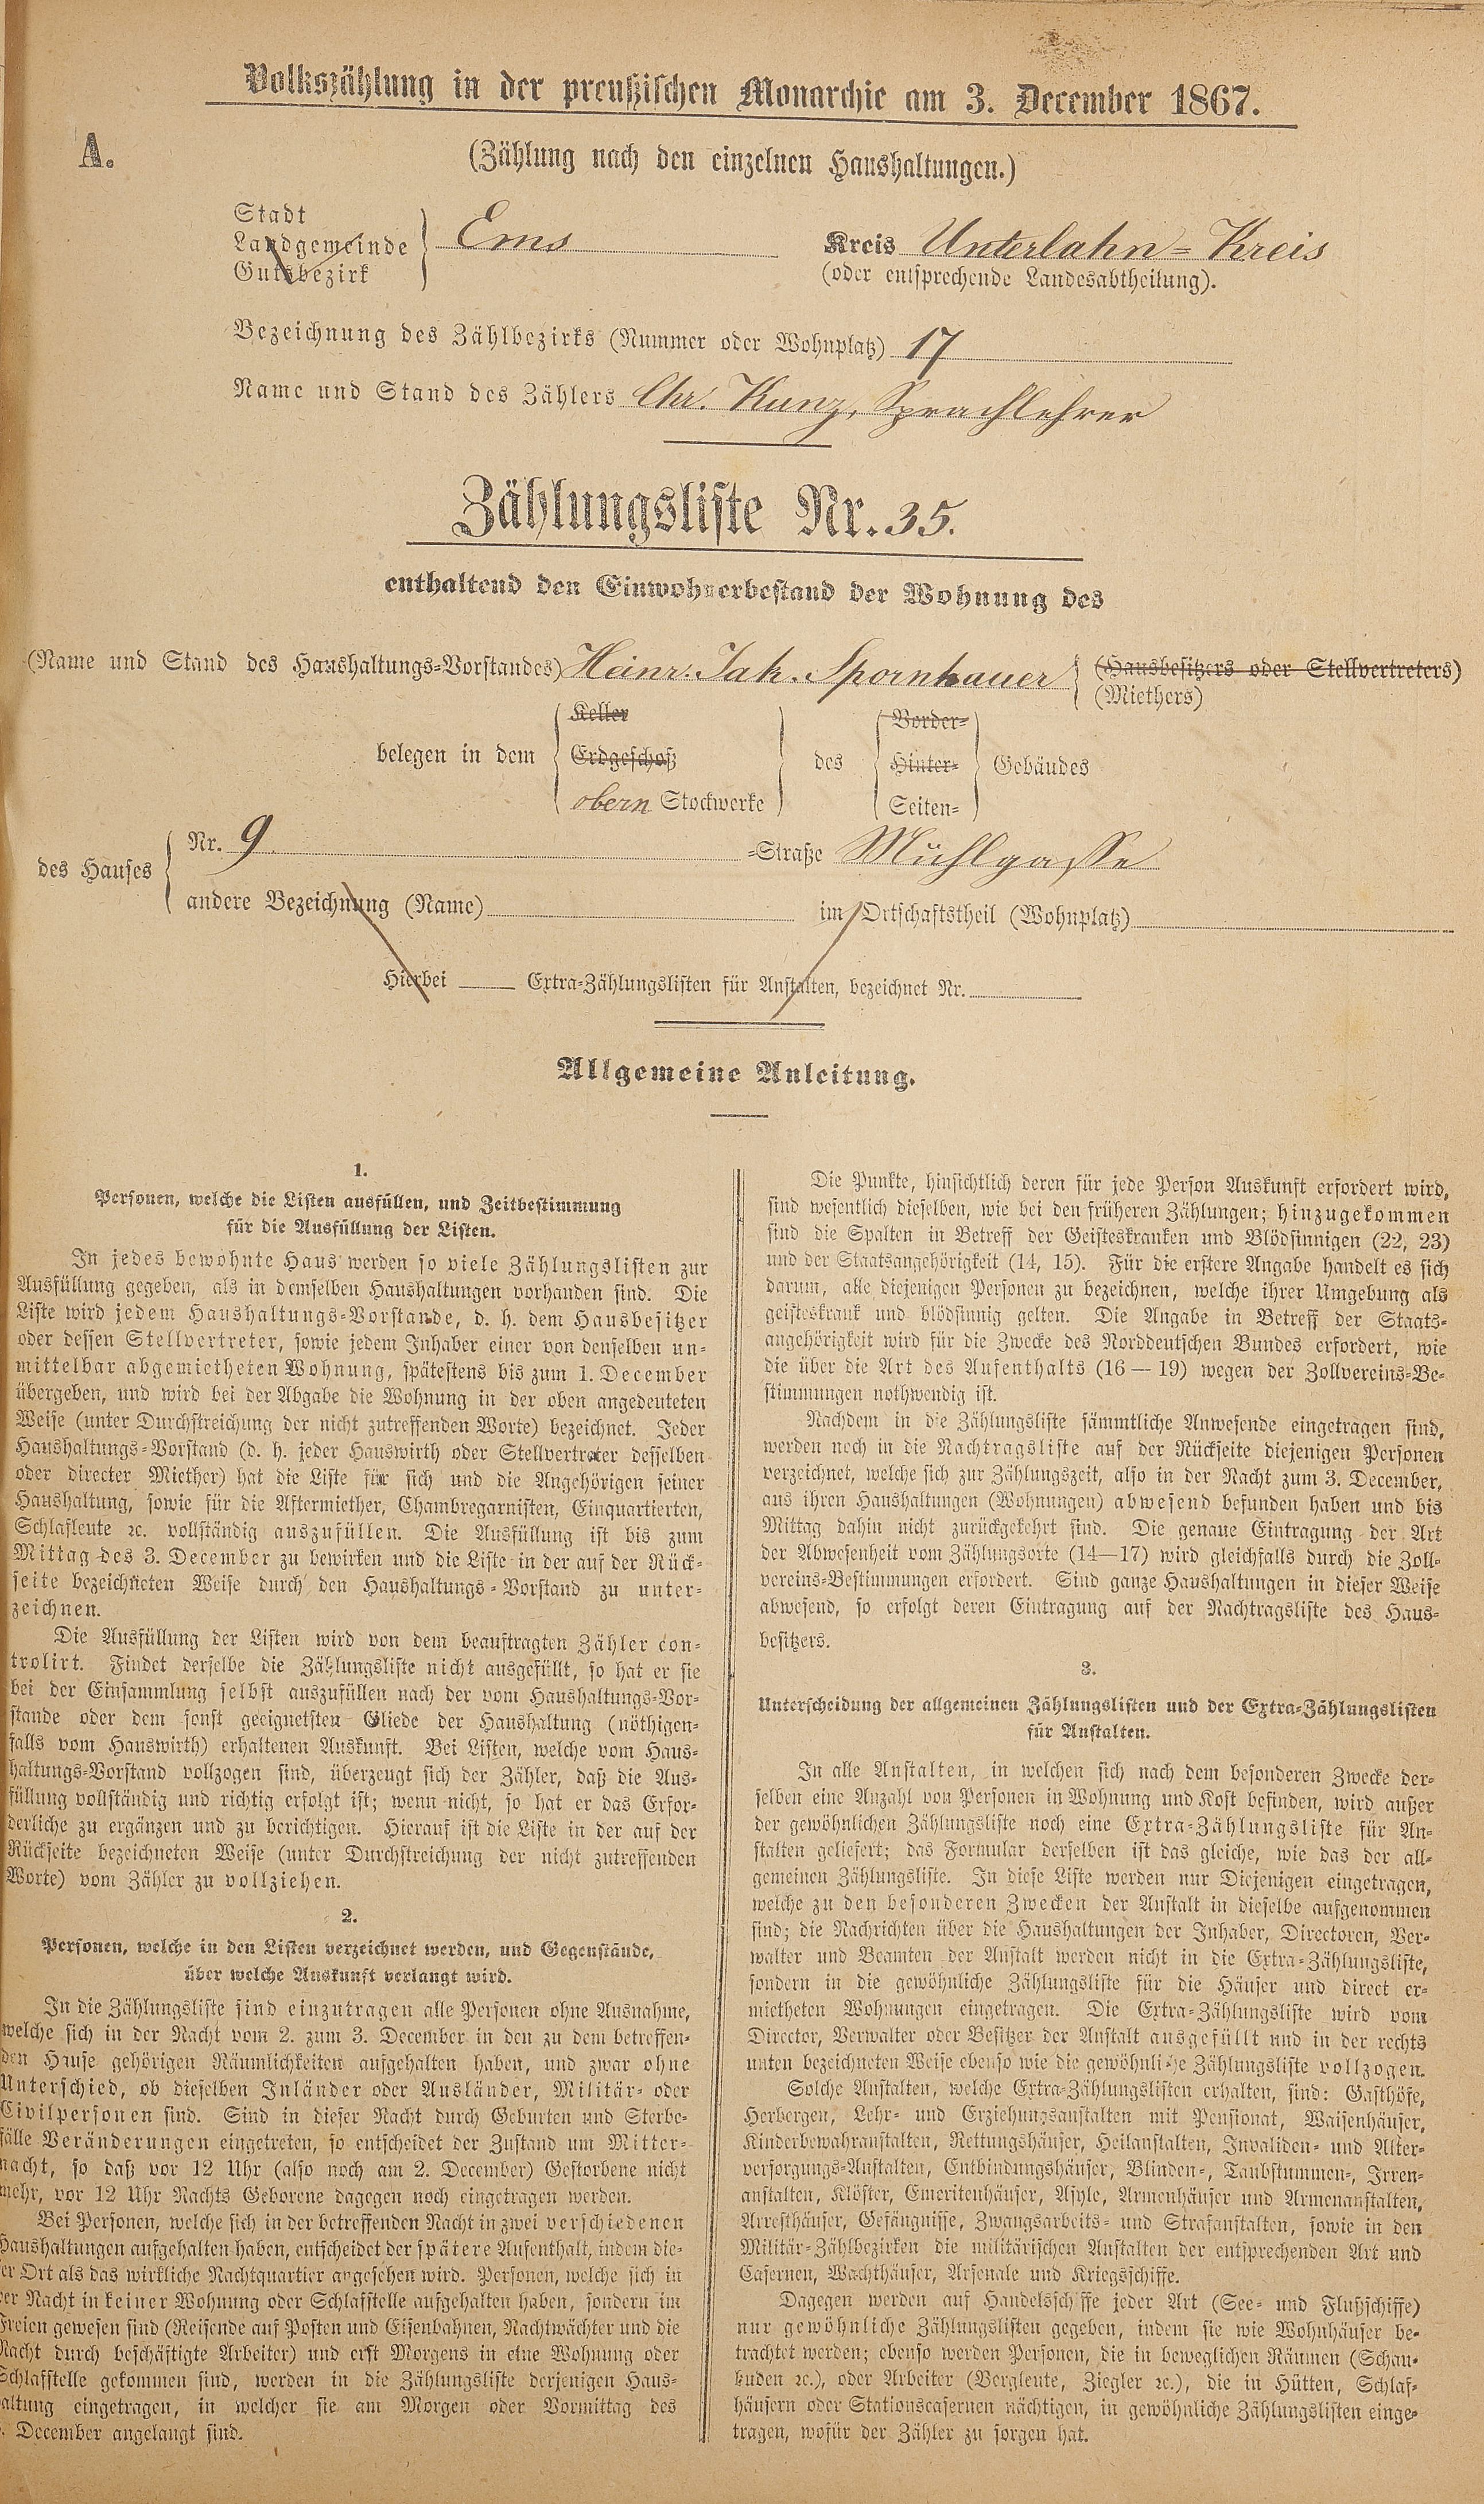 Volkszählung in der preußischen Monarchie am 3. December 1867.
A.
(Zählung nach den einzelnen Haushaltungen.)
Stadt
Landgemeinde
Gutsbezirk
Ems
Kreis Unterlahn=Kreis
(oder entsprechende Landesabtheilung).
Bezeichnung des Zählbezirks (Nummer oder Wohnplatz) 17
Name und Stand des Zählers Chr. Kunz, Sprachlehrer
Zählungsliste Nr. 35.
enthaltend den Einwohnerbestand der Wohnung des
(Name und Stand des Haushaltungs=Vorstandes) Heinr. Jak. Spornhauer (Hausbesitzers oder Stellvertreters)
(Miethers)
belegen in dem Keller Erdgeschoß obern Stockwerke des Vorder= Hinter= Seiten= Gebäudes
des Hauses Nr. 9 =Straße Mühlgasse
andere Bezeichnung (Name) im Ortschaftstheil (Wohnplatz)
Hierbei Extra=Zählungslisten für Anstalten, bezeichnet Nr.
Allgemeine Anleitung.
1.
Personen, welche die Listen ausfüllen, und Zeitbestimmung
für die Ausfüllung der Listen.
In jedes bewohnte Haus werden so viele Zählungslisten zur
Ausfüllung gegeben, als in demselben Haushaltungen vorhanden sind. Die
Liste wird jedem Haushaltungs=Vorstande, d. h. dem Hausbesitzer
oder dessen Stellvertreter, sowie jedem Inhaber einer von denselben un=
mittelbar abgemietheten Wohnung, spätestens bis zum 1. December
übergeben, und wird bei der Abgabe die Wohnung in der oben angedeuteten
Weise (unter Durchstreichung der nicht zutreffenden Worte) bezeichnet. Jeder
Haushaltungs=Vorstand (d. h. jeder Hauswirth oder Stellvertreter desselben
oder directer Miether) hat die Liste für sich und die Angehörigen seiner
Haushaltung, sowie für die Aftermiether, Chambregarnisten, Einquartierten,
Schlafleute ꝛc. vollständig auszufüllen. Die Ausfüllung ist bis zum
Mittag des 3. December zu bewirken und die Liste in der auf der Rück=
seite bezeichneten Weise durch den Haushaltungs=Vorstand zu unter=
zeichnen.
Die Ausfüllung der Listen wird von dem beauftragten Zähler con=
trolirt. Findet derselbe die Zählungsliste nicht ausgefüllt, so hat er sie
bei der Einsammlung selbst auszufüllen nach der vom Haushaltungs=Vor=
stande oder dem sonst geeignetsten Gliede der Haushaltung (nöthigen=
falls vom Hauswirth) erhaltenen Auskunft. Bei Listen, welche vom Haus=
haltungs=Vorstand vollzogen sind, überzeugt sich der Zähler, daß die Aus=
füllung vollständig und richtig erfolgt ist; wenn nicht, so hat er das Erfor=
derliche zu ergänzen und zu berichtigen. Hierauf ist die Liste in der auf der
Rückseite bezeichneten Weise (unter Durchstreichung der nicht zutreffenden
Worte) vom Zähler zu vollziehen.
2.
Personen, welche in den Listen verzeichnet werden, und Gegenstände,
über welche Auskunft verlangt wird.
In die Zählungsliste sind einzutragen alle Personen ohne Ausnahme,
welche sich in der Nacht vom 2. zum 3. December in den zu dem betreffen=
den Hause gehörigen Räumlichkeiten aufgehalten haben, und zwar ohne
Unterschied, ob dieselben Inländer oder Ausländer, Militär= oder
Civilpersonen sind. Sind in dieser Nacht durch Geburten und Sterbe=
fälle Veränderungen eingetreten, so entscheidet der Zustand um Mitter=
nacht, so daß vor 12 Uhr (also noch am 2. December) Gestorbene nicht
mehr, vor 12 Uhr Nachts Geborene dagegen noch eingetragen werden.
Bei Personen, welche sich in der betreffenden Nacht in zwei verschiedenen
Haushaltungen aufgehalten haben, entscheidet der spätere Aufenthalt, indem die=
ser Ort als das wirkliche Nachtquartier angesehen wird. Personen, welche sich in
der Nacht in keiner Wohnung oder Schlafstelle aufgehalten haben, sondern im
Freien gewesen sind (Reisende auf Posten und Eisenbahnen, Nachtwächter und die
Nacht durch beschäftigte Arbeiter) und erst Morgens in eine Wohnung oder
Schlafstelle gekommen sind, werden in die Zählungsliste derjenigen Haus=
haltung eingetragen, in welcher sie am Morgen oder Vormittag des
3. December angelangt sind.
Die Punkte, hinsichtlich deren für jede Person Auskunft erfordert wird,
sind wesentlich dieselben, wie bei den früheren Zählungen; hinzugekommen
sind die Spalten in Betreff der Geisteskranken und Blödsinnigen (22, 23)
und der Staatsangehörigkeit (14, 15). Für die erstere Angabe handelt es sich
darum, alle diejenigen Personen zu bezeichnen, welche ihrer Umgebung als
geisteskrank und blödsinnig gelten. Die Angabe in Betreff der Staats=
angehörigkeit wird für die Zwecke des Norddeutschen Bundes erfordert, wie
die über die Art des Aufenthalts (16—19) wegen der Zollvereins=Be=
stimmungen nothwendig ist.
Nachdem in die Zählungsliste sämmtliche Anwesende eingetragen sind,
werden noch in die Nachtragsliste auf der Rückseite diejenigen Personen
verzeichnet, welche sich zur Zählungszeit, also in der Nacht zum 3. December,
aus ihren Haushaltungen (Wohnungen) abwesend befunden haben und bis
Mittag dahin nicht zurückgekehrt sind. Die genaue Eintragung der Art
der Abwesenheit vom Zählungsorte (14—17) wird gleichfalls durch die Zoll=
vereins=Bestimmungen erfordert. Sind ganze Haushaltungen in dieser Weise
abwesend, so erfolgt deren Eintragung auf der Nachtragsliste des Haus=
besitzers.
3.
Unterscheidung der allgemeinen Zählungslisten und der Extra=Zählungslisten
für Anstalten.
In alle Anstalten, in welchen sich nach dem besonderen Zwecke der=
selben eine Anzahl von Personen in Wohnung und Kost befinden, wird außer
der gewöhnlichen Zählungsliste noch eine Extra=Zählungsliste für An=
stalten geliefert; das Formular derselben ist das gleiche, wie das der all=
gemeinen Zählungsliste. In diese Liste werden nur Diejenigen eingetragen,
welche zu den besonderen Zwecken der Anstalt in dieselbe aufgenommen
sind; die Nachrichten über die Haushaltungen der Inhaber, Directoren, Ver=
walter und Beamten der Anstalt werden nicht in die Extra=Zählungsliste,
sondern in die gewöhnliche Zählungsliste für die Häuser und direct er=
mietheten Wohnungen eingetragen. Die Extra=Zählungsliste wird vom
Director, Verwalter oder Besitzer der Anstalt ausgefüllt und in der rechts
unten bezeichneten Weise ebenso wie die gewöhnliche Zählungsliste vollzogen.
Solche Anstalten, welche Extra=Zählungslisten erhalten, sind: Gasthöfe,
Herbergen, Lehr= und Erziehungsanstalten mit Pensionat, Waisenhäuser,
Kinderbewahranstalten, Rettungshäuser, Heilanstalten, Invaliden= und Alter=
versorgungs=Anstalten, Entbindungshäuser, Blinden=, Taubstummen=, Irren=
anstalten, Klöster, Emeritenhäuser, Asyle, Armenhäuser und Armenanstalten,
Arresthäuser, Gefängnisse, Zwangsarbeits= und Strafanstalten, sowie in den
Militär=Zählbezirken die militärischen Anstalten der entsprechenden Art und
Casernen, Wachthäuser, Arsenale und Kriegsschiffe.
Dagegen werden auf Handelsschiffe jeder Art (See= und Flußschiffe)
nur gewöhnliche Zählungslisten gegeben, indem sie wie Wohnhäuser be=
trachtet werden; ebenso werden Personen, die in beweglichen Räumen (Schau=
buden ꝛc.), oder Arbeiter (Bergleute, Ziegler ꝛc.), die in Hütten, Schlaf=
häusern oder Stationscasernen nächtigen, in gewöhnliche Zählungslisten einge=
tragen, wofür der Zähler zu sorgen hat.